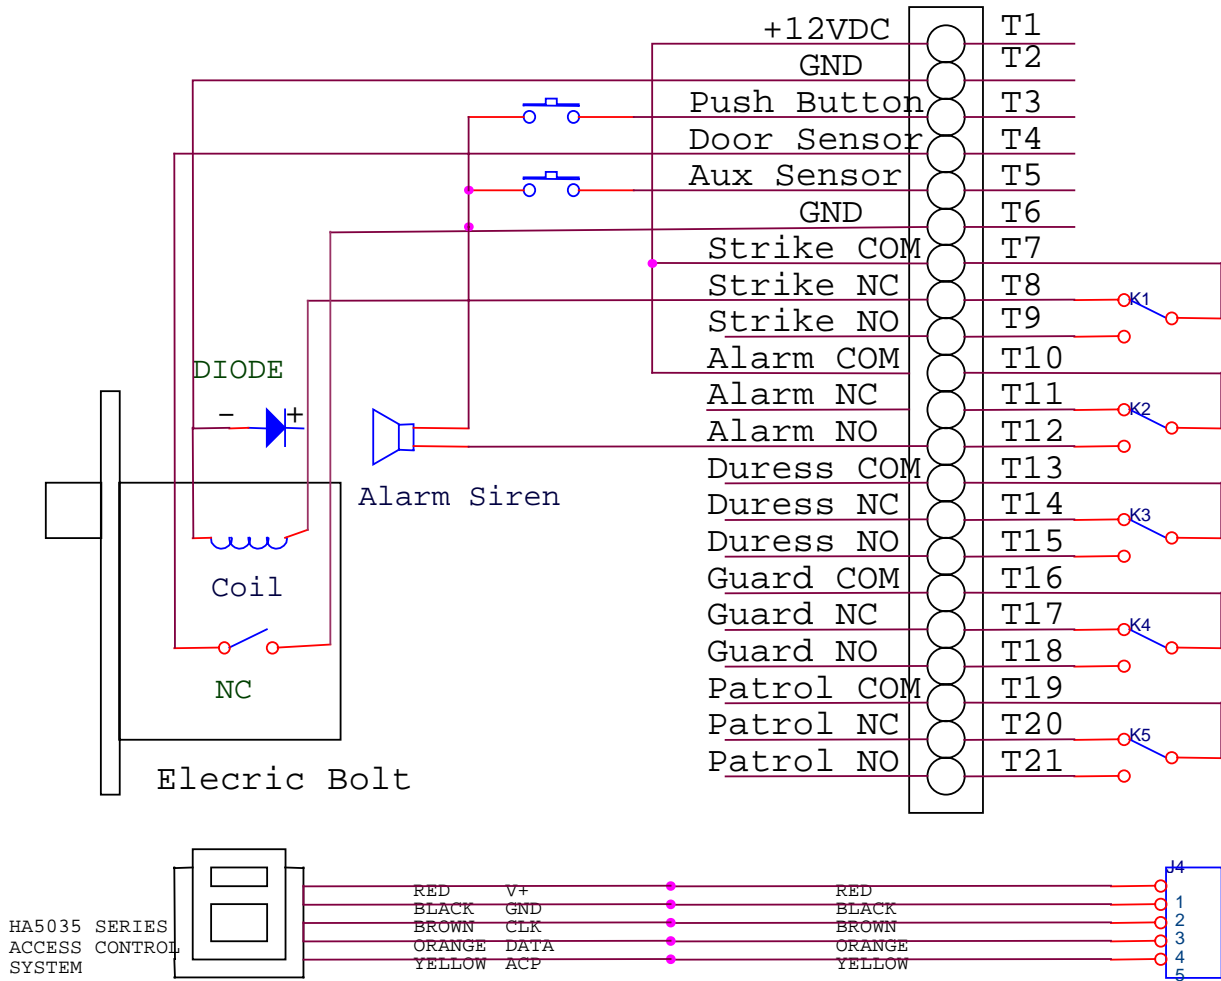 +12VDC T1
GND T2
Push Button T3
Door Sensor T4
Aux Sensor T5
GND T6
Strike COM T7
Strike NC T8
K1
Strike NO T9
Alarm COM T10
Alarm NC T11
K2
Alarm NO T12
Duress COM T13
Duress NC T14
K3
Duress NO T15
Guard COM T16
Guard NC T17
K4
Guard NO T18
Patrol COM T19
Patrol NC T20
K5
Patrol NO T21
DIODE
- +
Alarm Siren
Coil
NC
Elecric Bolt
J4
RED V+ RED
1
BLACK GND BLACK
2
BROWN CLK BROWN
3
ORANGE DATA ORANGE
4
YELLOW ACP YELLOW
5
HA5035 SERIES
ACCESS CONTROL
SYSTEM